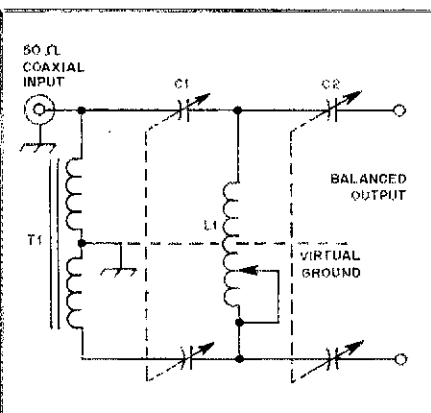 50 Ω
COAXIAL
INPUT
C1
C2
BALANCED
OUTPUT
T1
L1
VIRTUAL
GROUND